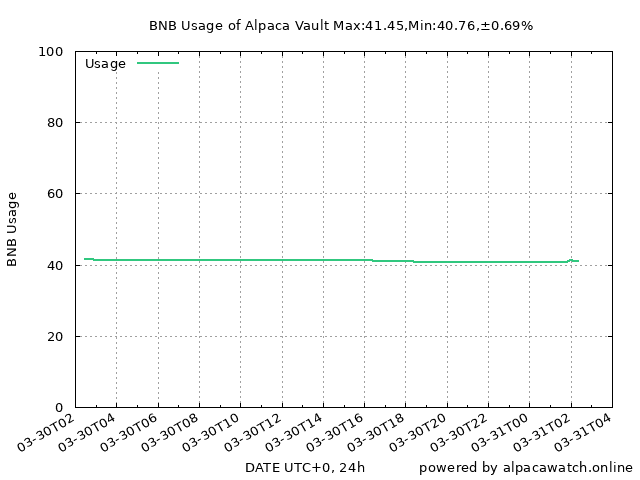 BNB Usage of Alpaca Vault Max:41.45,Min:40.76,±0.69%
100
Usage
80
60
40
20
0
BNB Usage
03-30T02
03-30T04
03-30T06
03-30T08
03-30T10
03-30T12
03-30T14
03-30T16
03-30T18
03-30T20
03-30T22
03-31T00
03-31T02
03-31T04
DATE UTC+0, 24h
powered by alpacawatch.online